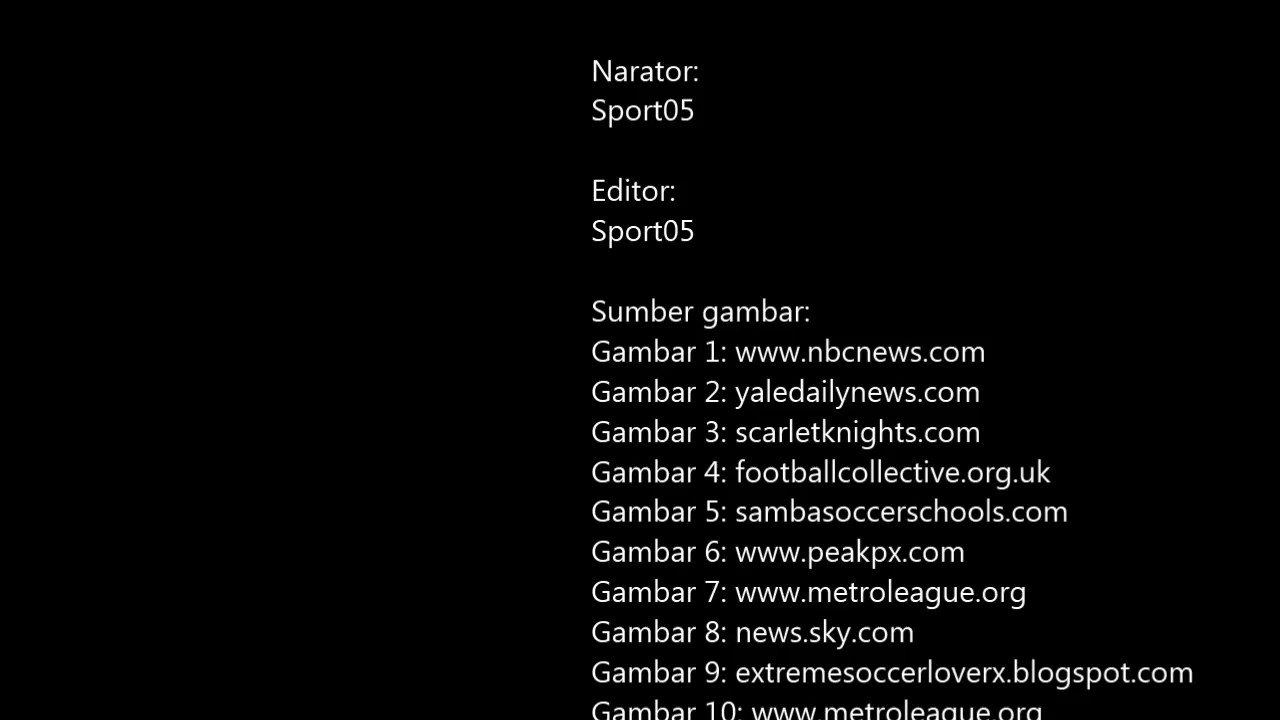 Narator:
Sport05
Editor:
Sport05
Sumber gambar:
Gambar 1: www.nbcnews.com
Gambar 2: yaledailynews.com
Gambar 3: scarletknights.com
Gambar 4: footballcollective.org.uk
Gambar 5: sambasoccerschools.com
Gambar 6: www.peakpx.com
Gambar 7: www.metroleague.org
Gambar 8: news.sky.com
Gambar 9: extremesoccerloverx.blogspot.com
Gambar 10: www.metroleague.org